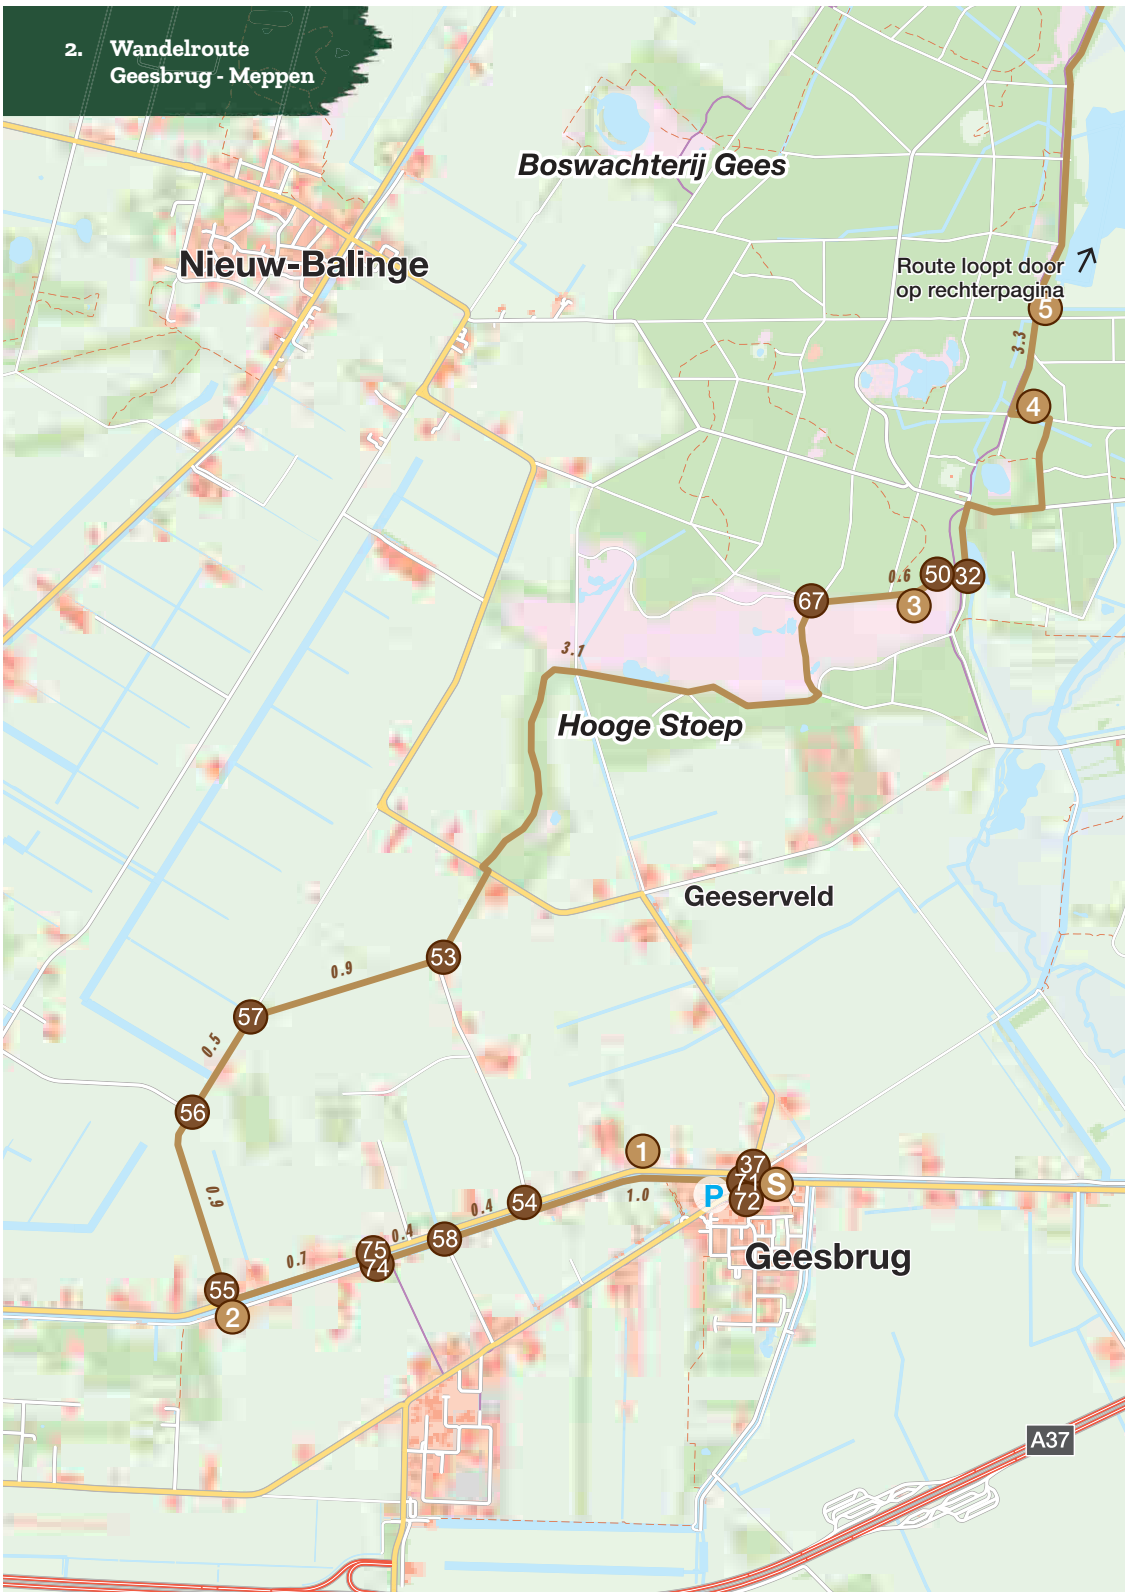 2. Wandelroute
Geesbrug - Meppen
Boswachterij Gees
Nieuw-Balinge
Route loopt door
op rechterpagina
5
3.3
4
50
32
0.6
67
3
3.1
Hooge Stoep
Geeserveld
53
0.9
57
0.5
56
1
37
71
S
P
72
1.0
54
0.4
0.9
58
0.4
75
74
0.7
Geesbrug
55
2
A37